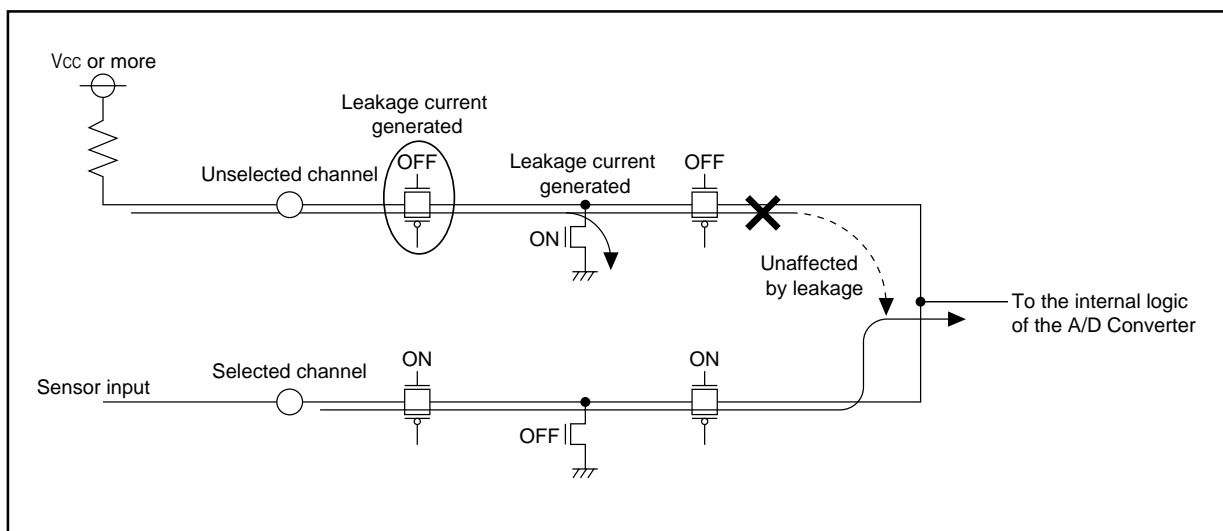 Vcc or more
Leakage current
generated
OFF
Unselected channel
Leakage current
generated
OFF
ON
Unaffected
by leakage
To the internal logic
of the A/D Converter
Sensor input
Selected channel
ON
ON
OFF